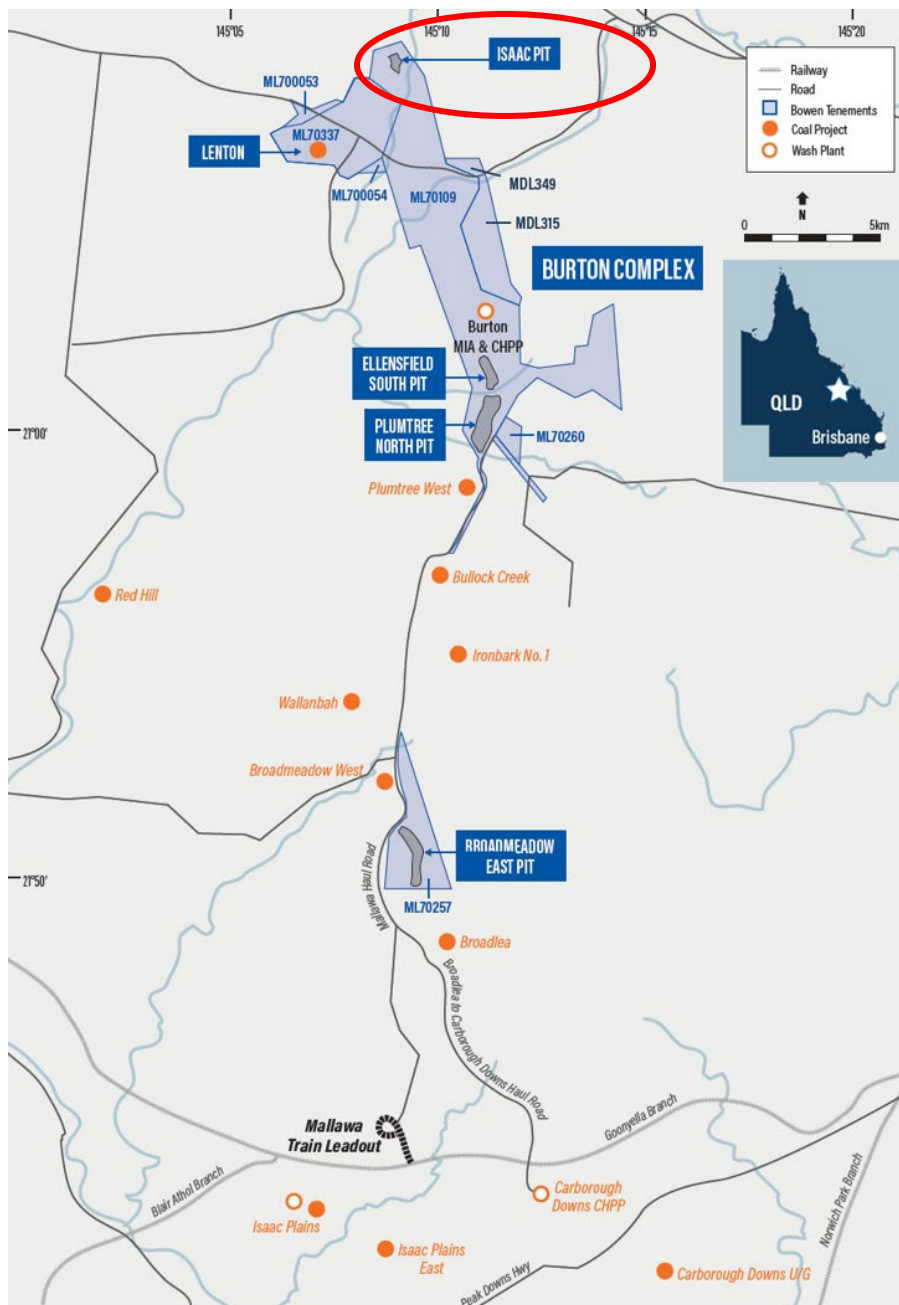 145°05
145°10
145°15
145°20
ISAAC PIT
ML700053
ML70337
LENTON
ML700054
ML70109
MDL349
MDL315
Railway
Road
Bowen Tenements
Coal Project
Wash Plant
N
0
5km
BURTON COMPLEX
Burton
MIA & CHPP
ELLENSFIELD
SOUTH PIT
PLUMTREE
NORTH PIT
ML70260
QLD
Brisbane
21°00
Plumtree West
Bullock Creek
Red Hill
Ironbark No. 1
Wallanbah
Broadmeadow West
BROADMEADOW
EAST PIT
ML70257
Mallawa Haul Road
21°50
Broadlea
Broadlea to Carborough Downs Haul Road
Mallawa
Train Leadout
Goonyella Branch
Blair Athol Branch
Isaac Plains
Carborough
Downs CHPP
Norwich Park Branch
Isaac Plains
East
Peak Downs Hwy
Carborough Downs U/G